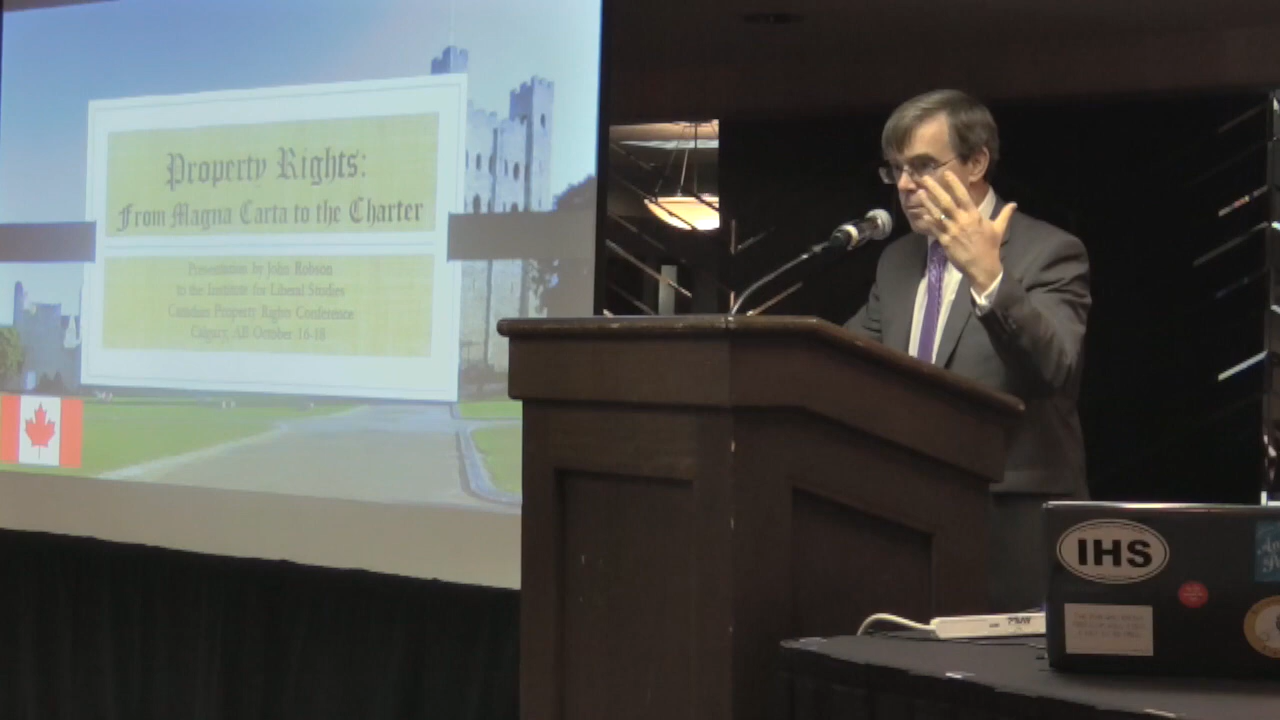 Property Rights:
From Magna Carta to the Charter
Presentation by John Robson
to the Institute for Liberal Studies
Canadian Property Rights Conference
Calgary, AB October 16-18
IHS